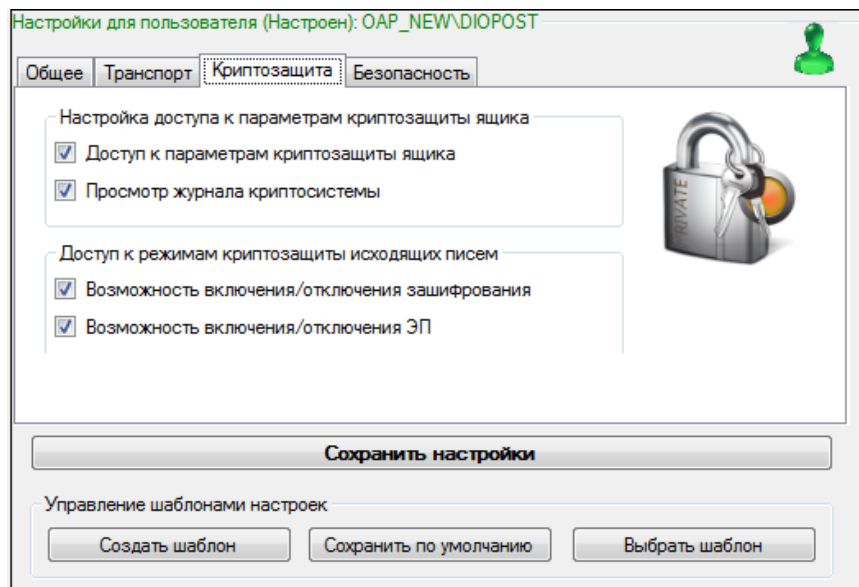 Настройки для пользователя (Настроен): OAP_NEW\DIOPOST
Общее Транспорт Криптозащита Безопасность
Настройка доступа к параметрам криптозащиты ящика
Доступ к параметрам криптозащиты ящика
Просмотр журнала криптосистемы
PRIVATE
Доступ к режимам криптозащиты исходящих писем
Возможность включения/отключения зашифрования
Возможность включения/отключения ЭП
Сохранить настройки
Управление шаблонами настроек
Создать шаблон Сохранить по умолчанию Выбрать шаблон